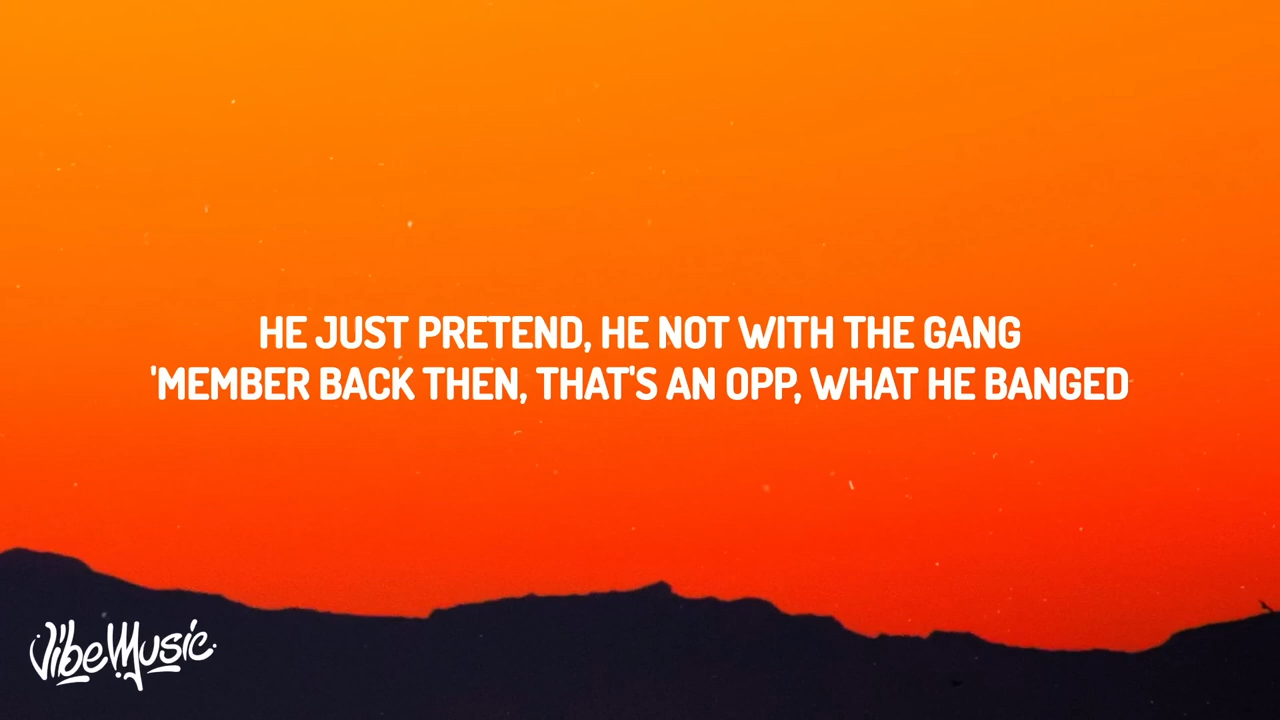 HE JUST PRETEND, HE NOT WITH THE GANG
'MEMBER BACK THEN, THAT'S AN OPP, WHAT HE BANGED
VibeMusic